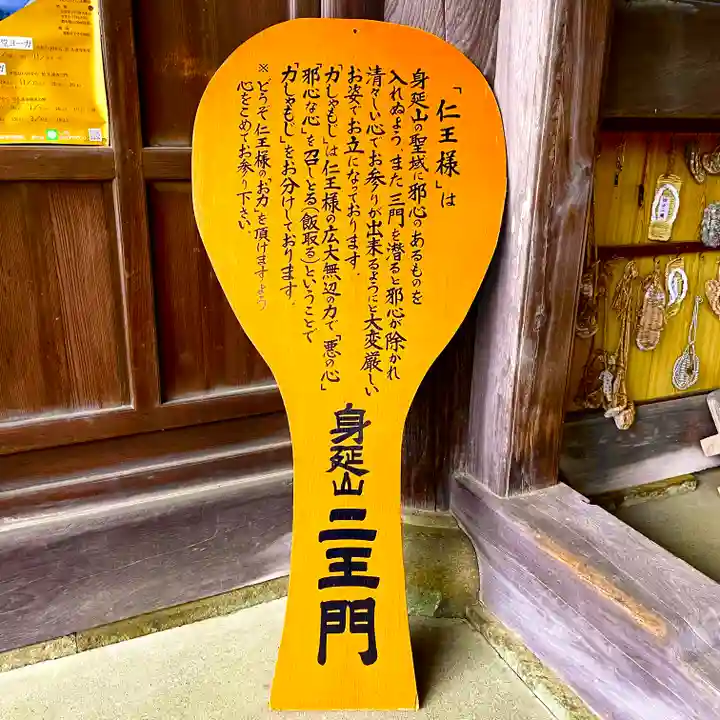 「仁王様」は
身延山の聖域に邪心のあるものを
入れぬよう、また三門を潜ると邪心が除かれ
清々しい心でお参りが出来るようにと大変厳しい
お姿でお立になっております。
「力しゃもじ」は仁王様の広大無辺の力で「悪の心」
「邪心な心」を召しとる(飯取る)ということで
「力しゃもじ」をお分けしております。
※どうぞ仁王様の"お力"を頂けますよう
心をこめてお参り下さい。
身延山
二王門